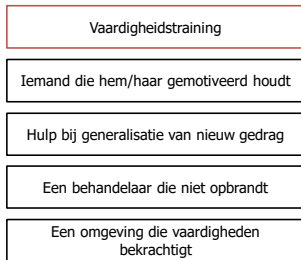 Vaardigheidstraining
Iemand die hem/haar gemotiveerd houdt
Hulp bij generalisatie van nieuw gedrag
Een behandelaar die niet opbrandt
Een omgeving die vaardigheden
bekrachtigt